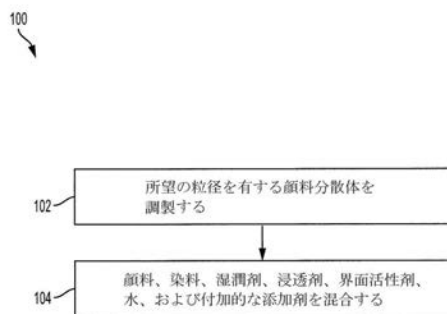 100
102
所望の粒径を有する顔料分散体を
調製する
104
顔料、染料、湿潤剤、浸透剤、界面活性剤、
水、および付加的な添加剤を混合する